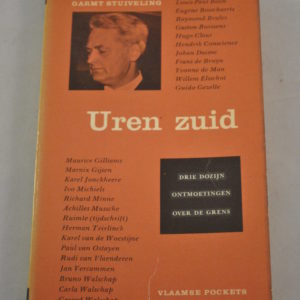 GARMT STUIVELING
Louis Paul Boon
Eugène Bosschaerts
Raymond Brulez
Gaston Burssens
Hugo Claus
Hendrik Conscience
Johan Daisne
Frans de Bruyn
Yvonne de Man
Willem Elsschot
Guido Gezelle
Uren zuid
Maurice Gilliams
Marnix Gijsen
Karel Jonckheere
Ivo Michiels
Richard Minne
Achilles Mussche
Ruimte (tijdschrift)
Herman Teirlinck
Karel van de Woestijne
Paul van Ostayen
Rudi van Vlaenderen
Jan Vercammen
Bruno Walschap
Carla Walschap
Gerard Walschap
DRIE DOZIJN
ONTMOETINGEN
OVER DE GRENS
VLAAMSE POCKETS